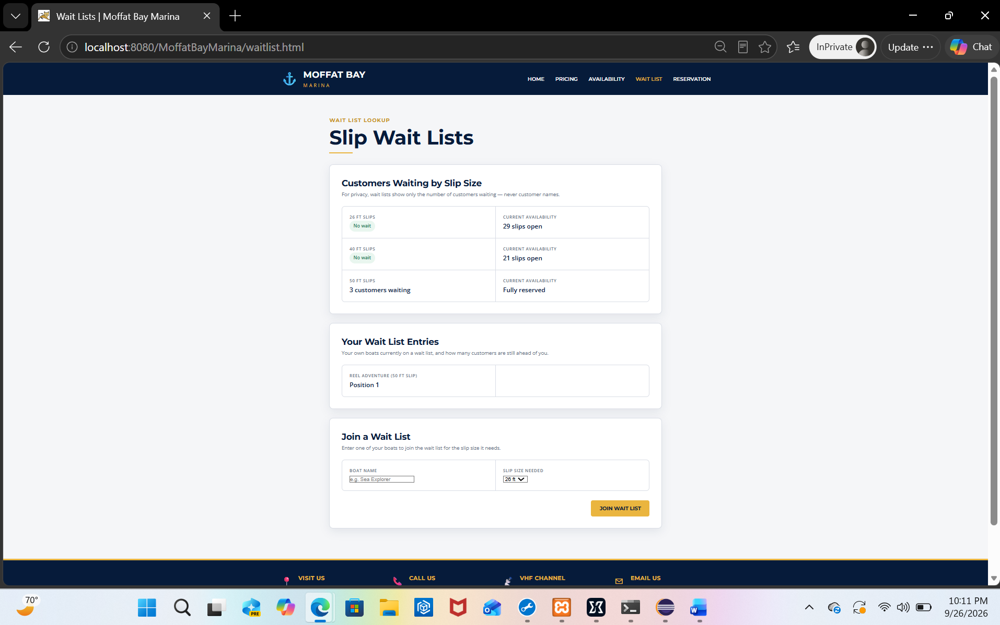 Wait Lists | Moffat Bay Marina
localhost:8080/MoffatBayMarina/waitlist.html
InPrivate
Update
Chat
MOFFAT BAY
MARINA
HOME PRICING AVAILABILITY WAIT LIST RESERVATION
WAIT LIST LOOKUP
Slip Wait Lists
Customers Waiting by Slip Size
For privacy, wait lists show only the number of customers waiting — never customer names.
26 FT SLIPS CURRENT AVAILABILITY
No wait 29 slips open
40 FT SLIPS CURRENT AVAILABILITY
No wait 21 slips open
50 FT SLIPS CURRENT AVAILABILITY
3 customers waiting Fully reserved
Your Wait List Entries
Your own boats currently on a wait list, and how many customers are still ahead of you.
REEL ADVENTURE (50 FT SLIP)
Position 1
Join a Wait List
Enter one of your boats to join the wait list for the slip size it needs.
BOAT NAME SLIP SIZE NEEDED
e.g. Sea Explorer 26 ft
JOIN WAIT LIST
VISIT US CALL US VHF CHANNEL EMAIL US
70°
PRE
10:11 PM
9/26/2026